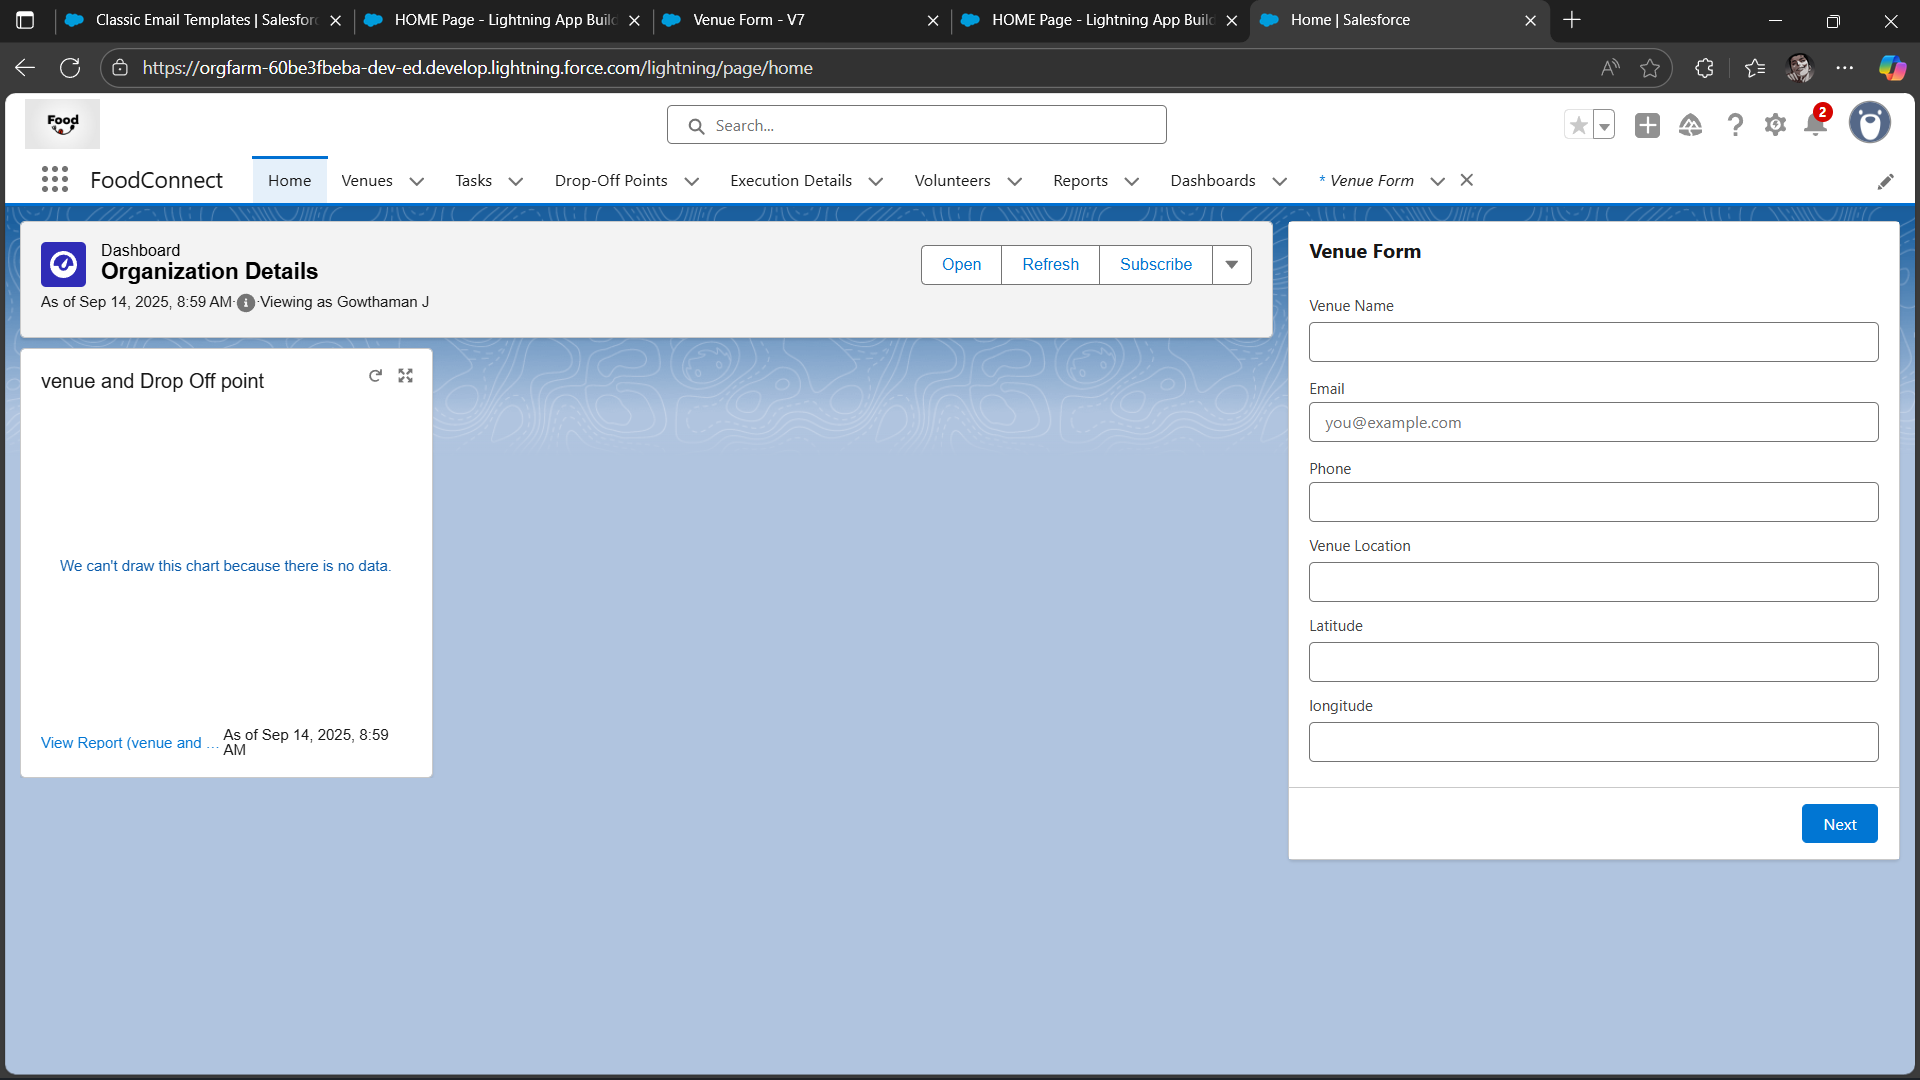 Classic Email Templates | Salesforc
HOME Page - Lightning App Build
Venue Form - V7
HOME Page - Lightning App Build
Home | Salesforce
https://orgfarm-60be3fbeba-dev-ed.develop.lightning.force.com/lightning/page/home
Food
Search...
2
FoodConnect
Home
Venues
Tasks
Drop-Off Points
Execution Details
Volunteers
Reports
Dashboards
* Venue Form
Dashboard
Organization Details
As of Sep 14, 2025, 8:59 AM·Viewing as Gowthaman J
Open
Refresh
Subscribe
venue and Drop Off point
We can't draw this chart because there is no data.
View Report (venue and ...
As of Sep 14, 2025, 8:59
AM
Venue Form
Venue Name
Email
you@example.com
Phone
Venue Location
Latitude
longitude
Next